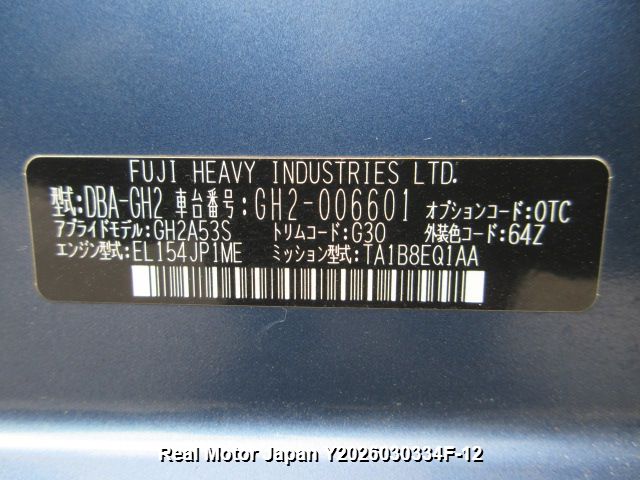 FUJI HEAVY INDUSTRIES LTD.
型式:DBA-GH2 車台番号:GH2-006601 オプションコード:OTC
アプライドモデル:GH2A53S トリムコード:G30 外装色コード:64Z
エンジン型式:EL154JP1ME ミッション型式:TA1B8EQ1AA
Real Motor Japan Y2026030334F-12